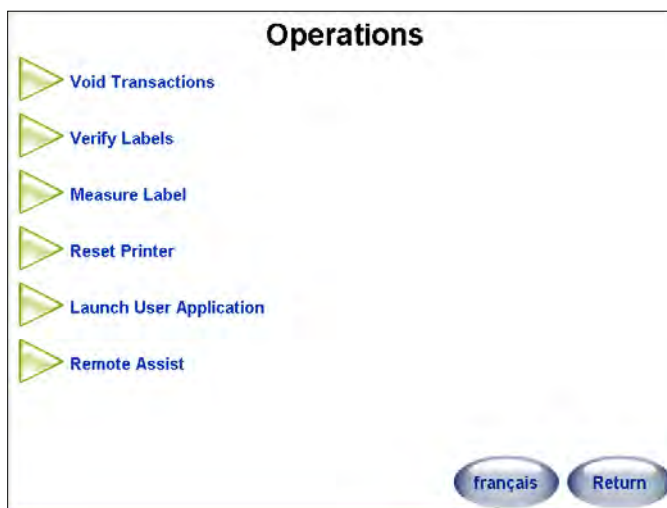 Operations
Void Transactions
Verify Labels
Measure Label
Reset Printer
Launch User Application
Remote Assist
français Return